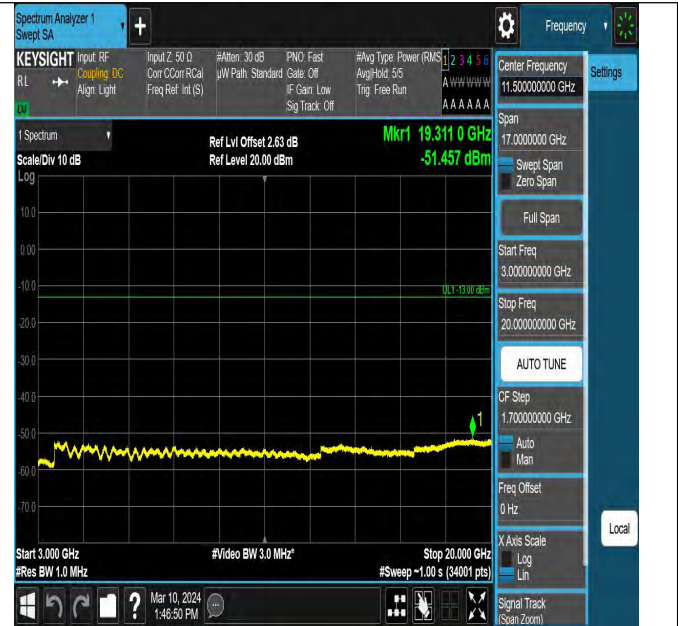 Spectrum Analyzer 1
Swept SA
+
Frequency
KEYSIGHT
RL
LXI
Input: RF
Coupling: DC
Align: Light
Input Z: 50 Ω
Corr CCorr RCal
Freq Ref: Int (S)
#Atten: 30 dB
µW Path: Standard
PNO: Fast
Gate: Off
IF Gain: Low
Sig Track: Off
#Avg Type: Power (RMS
Avg|Hold: 5/5
Trig: Free Run
1 2 3 4 5 6
A W W W W W
A A A A A A
1 Spectrum
Scale/Div 10 dB
Log
Ref Lvl Offset 2.63 dB
Ref Level 20.00 dBm
Mkr1 19.311 0 GHz
-51.457 dBm
10.0
0.00
-10.0
-20.0
-30.0
-40.0
-50.0
-60.0
-70.0
UL1 -13.00 dBm
1
Start 3.000 GHz
#Res BW 1.0 MHz
#Video BW 3.0 MHz*
Stop 20.000 GHz
#Sweep ~1.00 s (34001 pts)
Center Frequency
11.500000000 GHz
Settings
Span
17.0000000 GHz
Swept Span
Zero Span
Full Span
Start Freq
3.000000000 GHz
Stop Freq
20.000000000 GHz
AUTO TUNE
CF Step
1.700000000 GHz
Auto
Man
Freq Offset
0 Hz
X Axis Scale
Log
Lin
Local
Signal Track
(Span Zoom)
?
Mar 10, 2024
1:46:50 PM